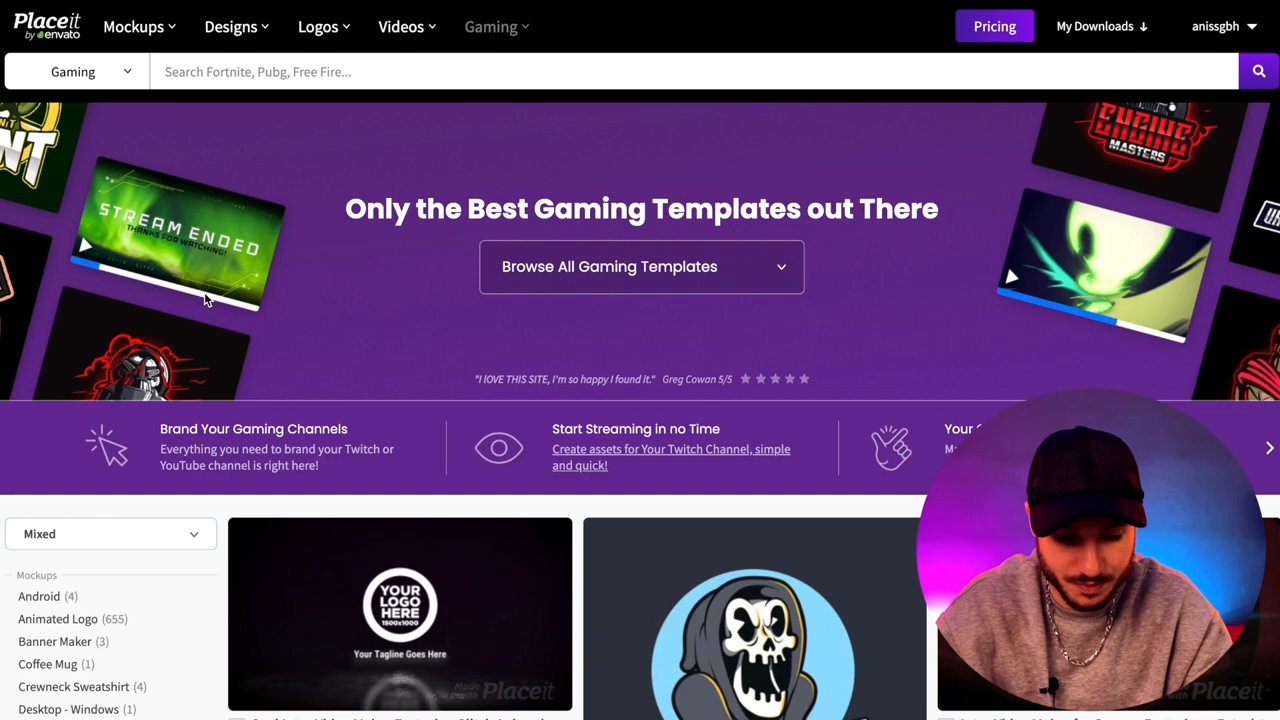 Placeit
by envato
Mockups
Designs
Logos
Videos
Gaming
Pricing
My Downloads
anissgbh
Gaming
Search Fortnite, Pubg, Free Fire...
NT
STREAM ENDED
THANKS FOR WATCHING!
ENGINE
MASTERS
Only the Best Gaming Templates out There
Browse All Gaming Templates
"I lOVE THIS SITE, I'm so happy I found it." Greg Cowan 5/5
Brand Your Gaming Channels
Everything you need to brand your Twitch or
YouTube channel is right here!
Start Streaming in no Time
Create assets for Your Twitch Channel, simple
and quick!
Mixed
Mockups
Android (4)
Animated Logo (655)
Banner Maker (3)
Coffee Mug (1)
Crewneck Sweatshirt (4)
Desktop - Windows (1)
YOUR
LOGO
HERE
1500x1000
Your Tagline Goes Here
Placeit
Placeit